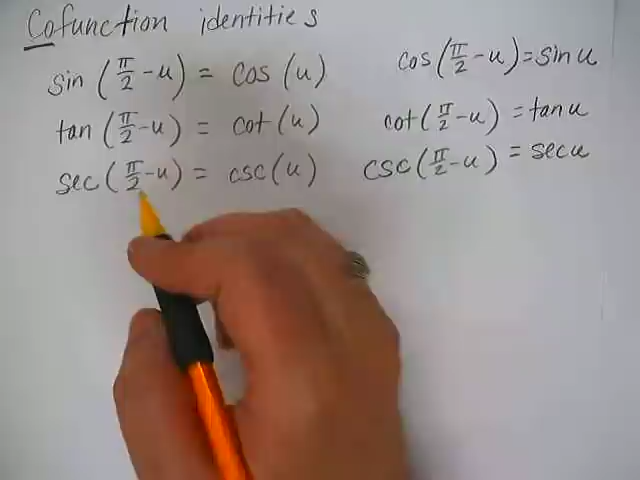 Cofunction identities
sin(π/2-u) = cos(u)
tan(π/2-u) = cot(u)
sec(π/2-u) = csc(u)
cos(π/2-u)=sin u
cot(π/2-u) = tan u
csc(π/2-u) = sec u